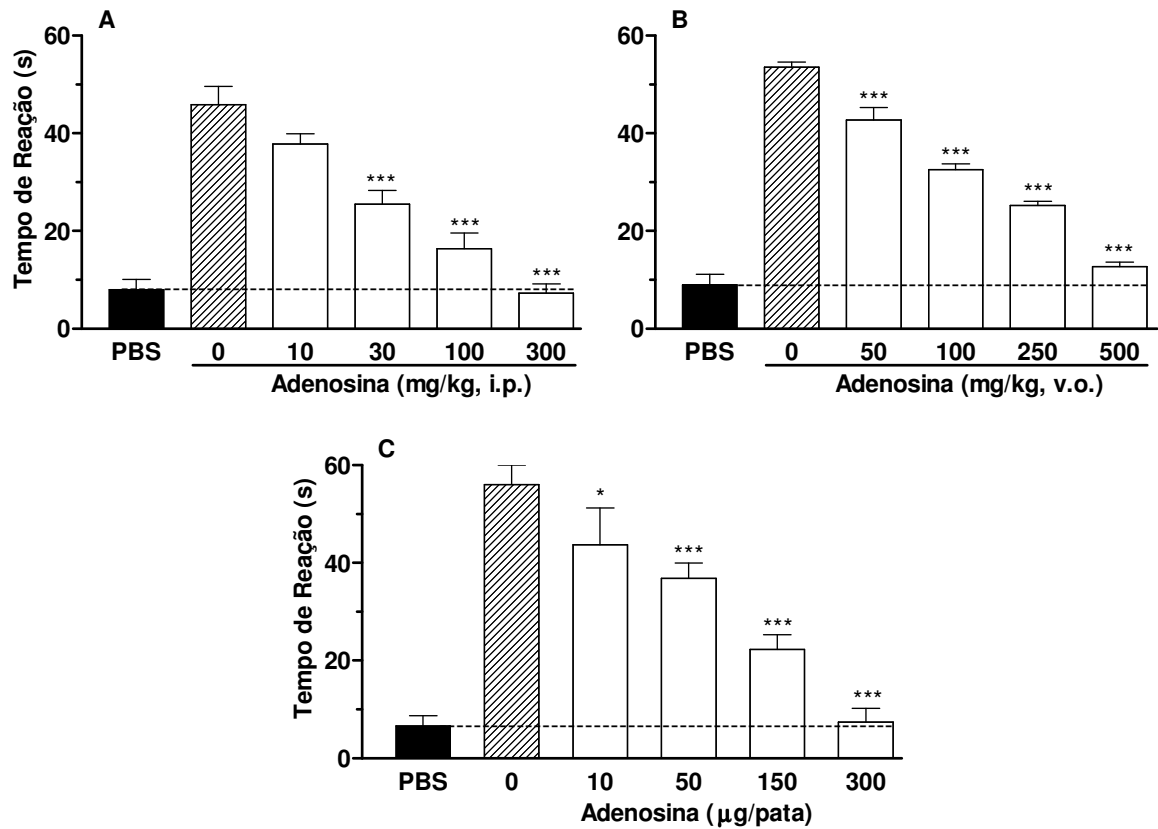 A
Tempo de Reação (s)
60
40
20
0
***
***
***
PBS 0 10 30 100 300
Adenosina (mg/kg, i.p.)
B
60
40
20
0
***
***
***
***
PBS 0 50 100 250 500
Adenosina (mg/kg, v.o.)
C
Tempo de Reação (s)
60
40
20
0
*
***
***
***
PBS 0 10 50 150 300
Adenosina (μg/pata)